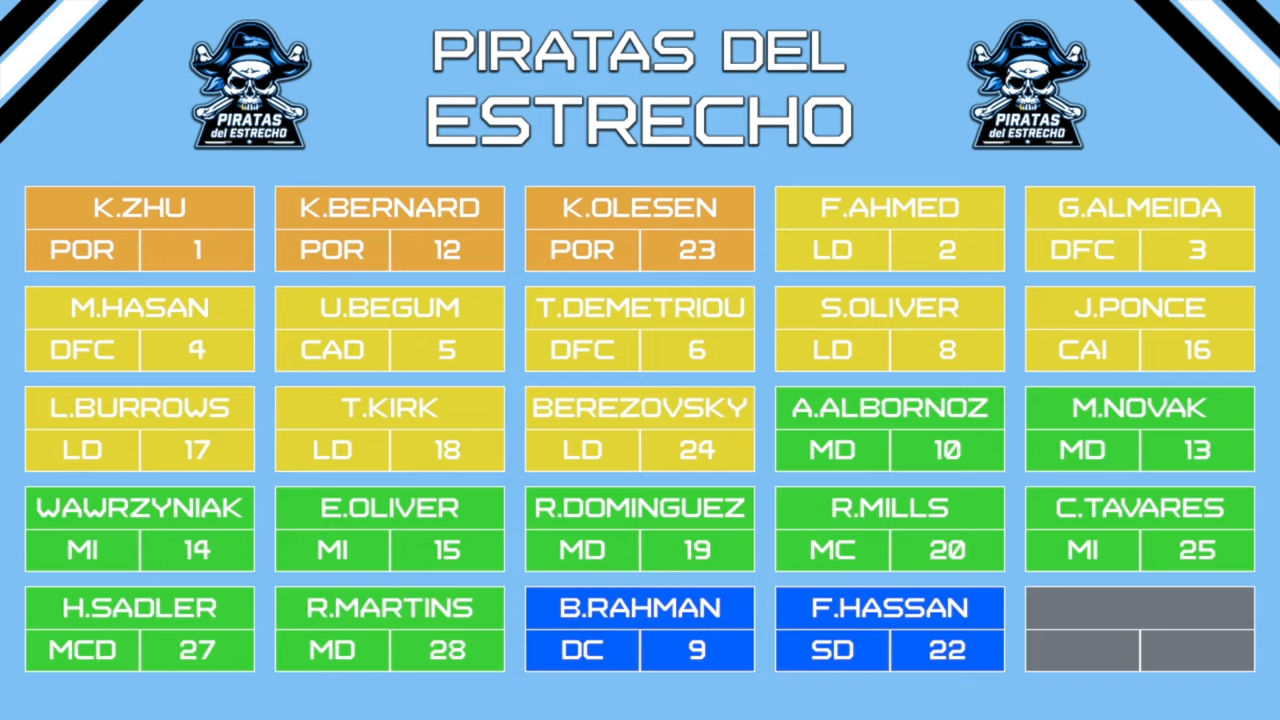 PIRATAS DEL
ESTRECHO
PIRATAS
del ESTRECHO
PIRATAS
del ESTRECHO
K.ZHU K.BERNARD K.OLESEN F.AHMED G.ALMEIDA
POR 1 POR 12 POR 23 LD 2 DFC 3
M.HASAN U.BEGUM T.DEMETRIOU S.OLIVER J.PONCE
DFC 4 CAD 5 DFC 6 LD 8 CAI 16
L.BURROWS T.KIRK BEREZOVSKY A.ALBORNOZ M.NOVAK
LD 17 LD 18 LD 24 MD 10 MD 13
WAWRZYNIAK E.OLIVER R.DOMINGUEZ R.MILLS C.TAVARES
MI 14 MI 15 MD 19 MC 20 MI 25
H.SADLER R.MARTINS B.RAHMAN F.HASSAN
MCD 27 MD 28 DC 9 SD 22